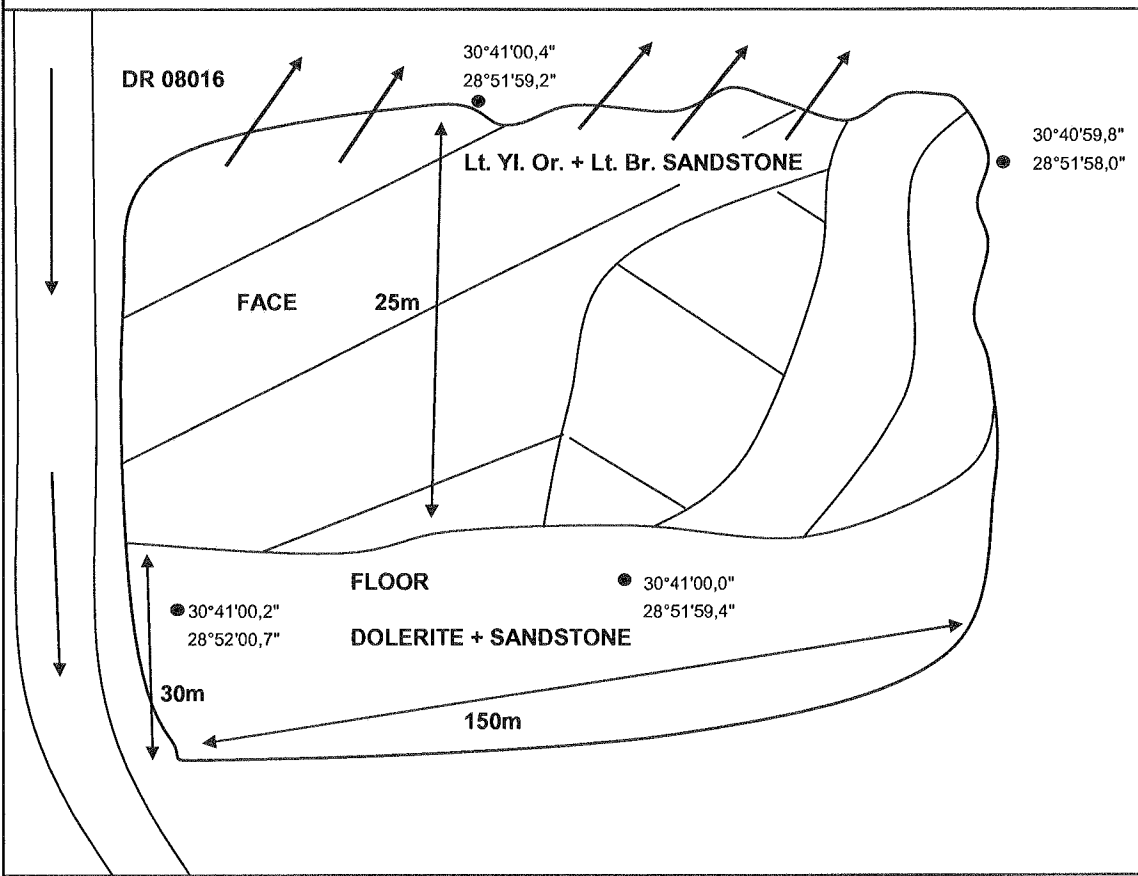 DR 08016
30°41'00,4"
28°51'59,2"
30°40'59,8"
28°51'58,0"
Lt. Yl. Or. + Lt. Br. SANDSTONE
FACE
25m
FLOOR
30°41'00,2"
28°52'00,7"
30°41'00,0"
28°51'59,4"
DOLERITE + SANDSTONE
30m
150m